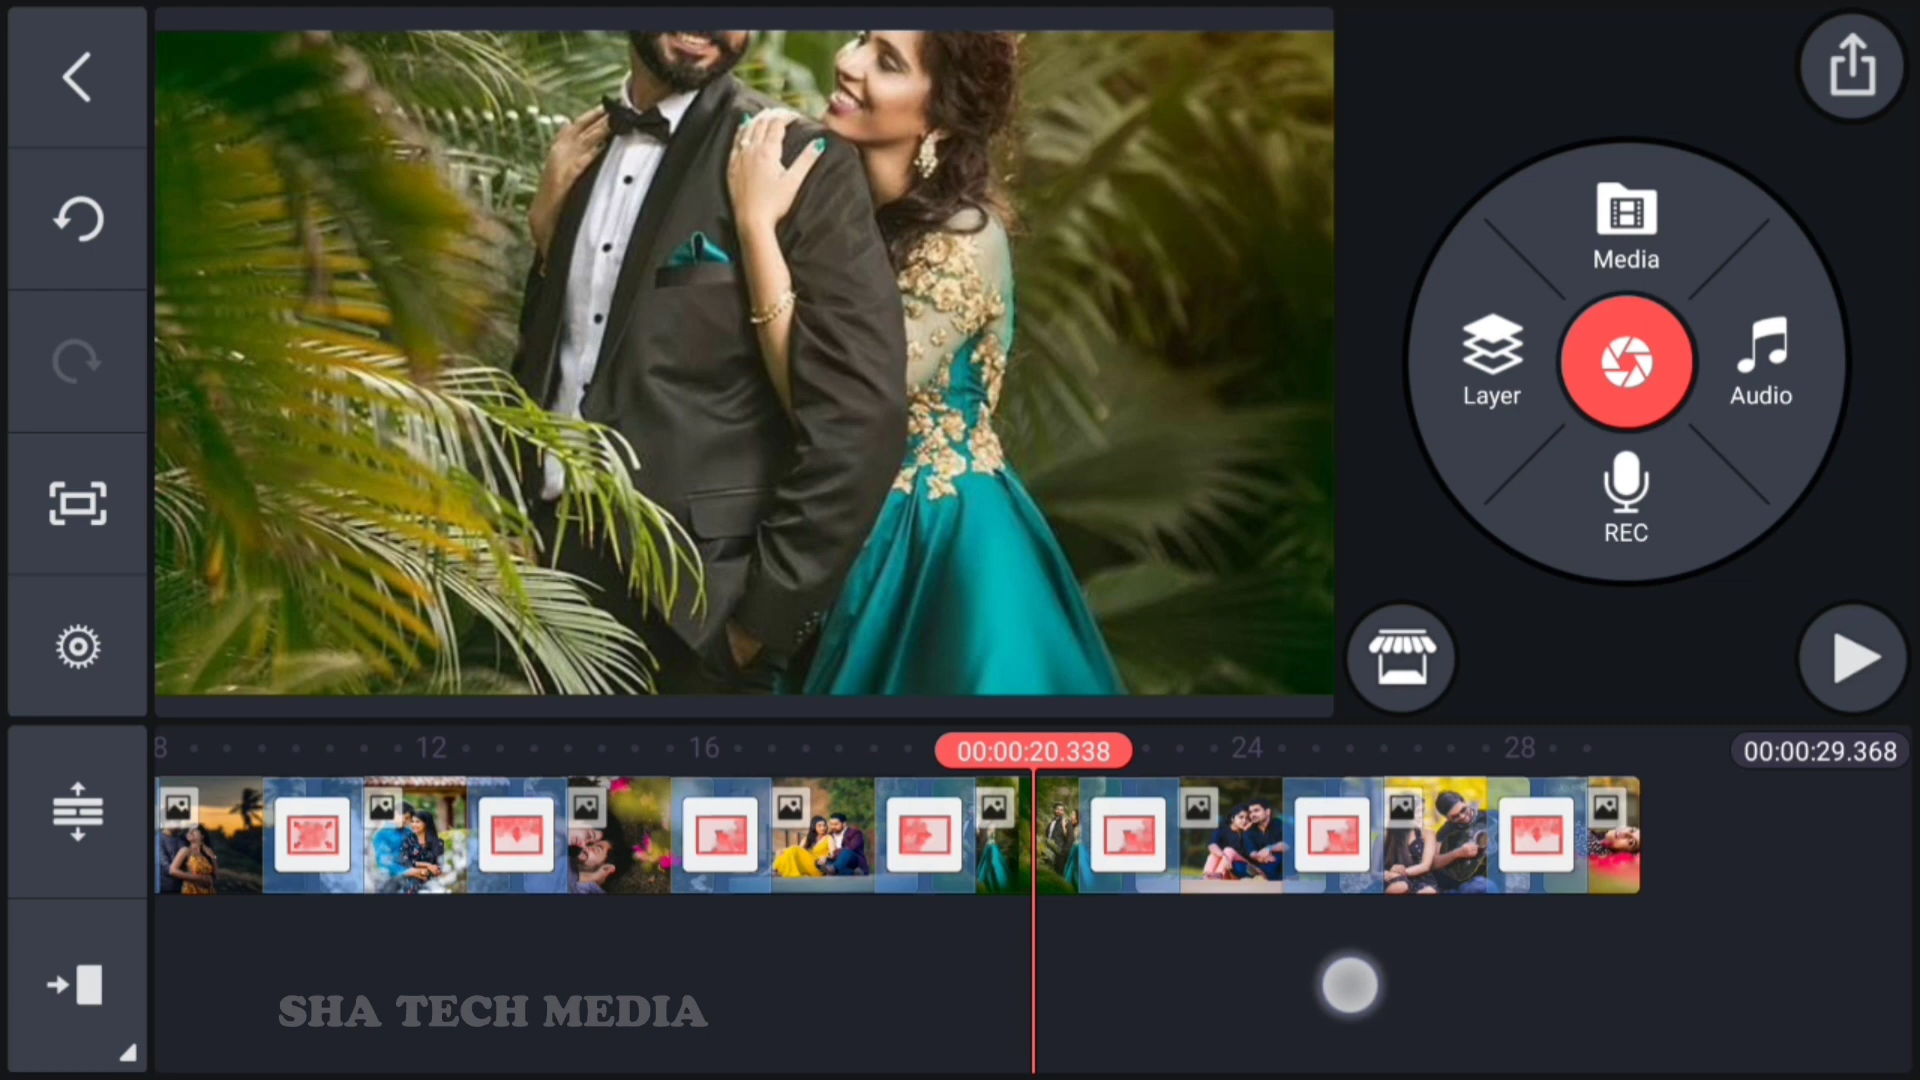 Media
Layer
Audio
REC
8
12
16
00:00:20.338
24
28
00:00:29.368
SHA TECH MEDIA